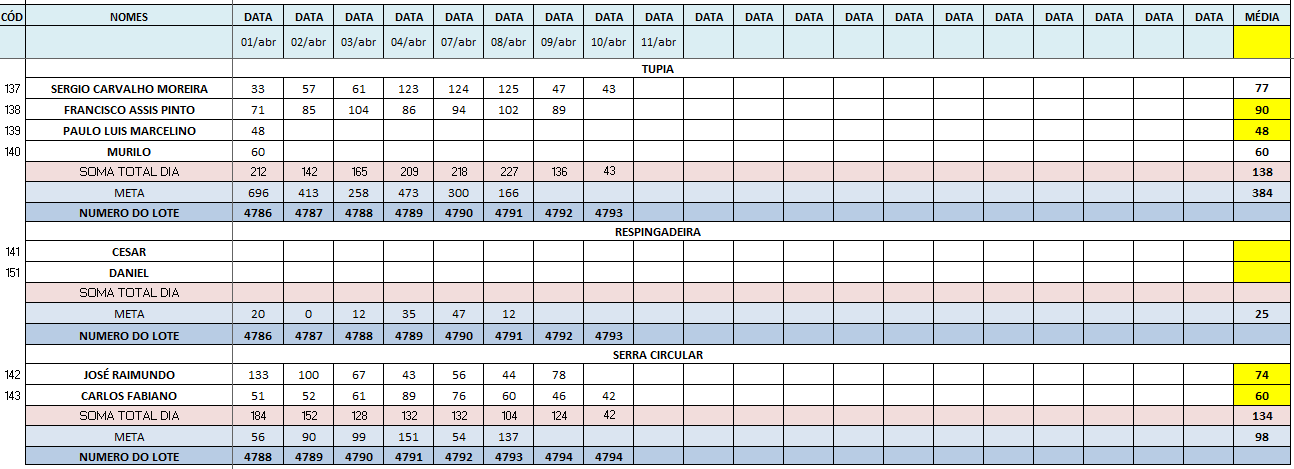 CÓD NOMES DATA DATA DATA DATA DATA DATA DATA DATA DATA DATA DATA DATA DATA DATA DATA DATA DATA DATA DATA DATA MÉDIA
01/abr 02/abr 03/abr 04/abr 07/abr 08/abr 09/abr 10/abr 11/abr
TUPIA
137 SERGIO CARVALHO MOREIRA 33 57 61 123 124 125 47 43 77
138 FRANCISCO ASSIS PINTO 71 85 104 86 94 102 89 90
139 PAULO LUIS MARCELINO 48 48
140 MURILO 60 60
SOMA TOTAL DIA 212 142 165 209 218 227 136 43 138
META 696 413 258 473 300 166 384
NUMERO DO LOTE 4786 4787 4788 4789 4790 4791 4792 4793
RESPINGADEIRA
141 CESAR
151 DANIEL
SOMA TOTAL DIA
META 20 0 12 35 47 12 25
NUMERO DO LOTE 4786 4787 4788 4789 4790 4791 4792 4793
SERRA CIRCULAR
142 JOSÉ RAIMUNDO 133 100 67 43 56 44 78 74
143 CARLOS FABIANO 51 52 61 89 76 60 46 42 60
SOMA TOTAL DIA 184 152 128 132 132 104 124 42 134
META 56 90 99 151 54 137 98
NUMERO DO LOTE 4788 4789 4790 4791 4792 4793 4794 4794